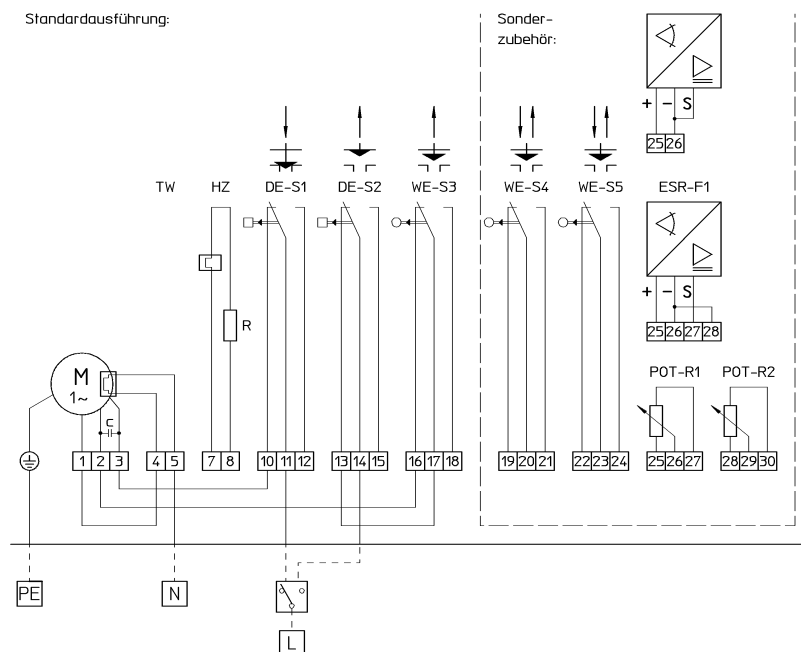 Standardausführung:
Sonder-
zubehör:
+ − S
25 26
TW HZ DE-S1 DE-S2 WE-S3 WE-S4 WE-S5 ESR-F1
+ − S
R
25 26 27 28
M
1~
C
POT-R1 POT-R2
1 2 3 4 5 7 8 10 11 12 13 14 15 16 17 18 19 20 21 22 23 24 25 26 27 28 29 30
PE N
L